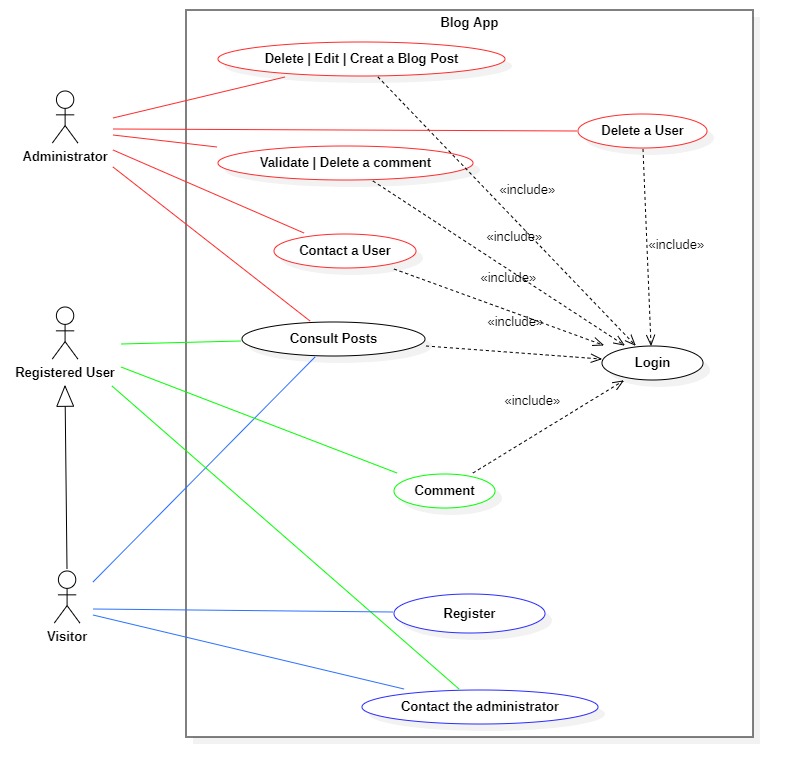 Blog App
Delete | Edit | Creat a Blog Post
Delete a User
Administrator
Validate | Delete a comment
«include»
«include»
«include»
Contact a User
«include»
«include»
Consult Posts
Login
Registered User
«include»
Comment
Register
Visitor
Contact the administrator